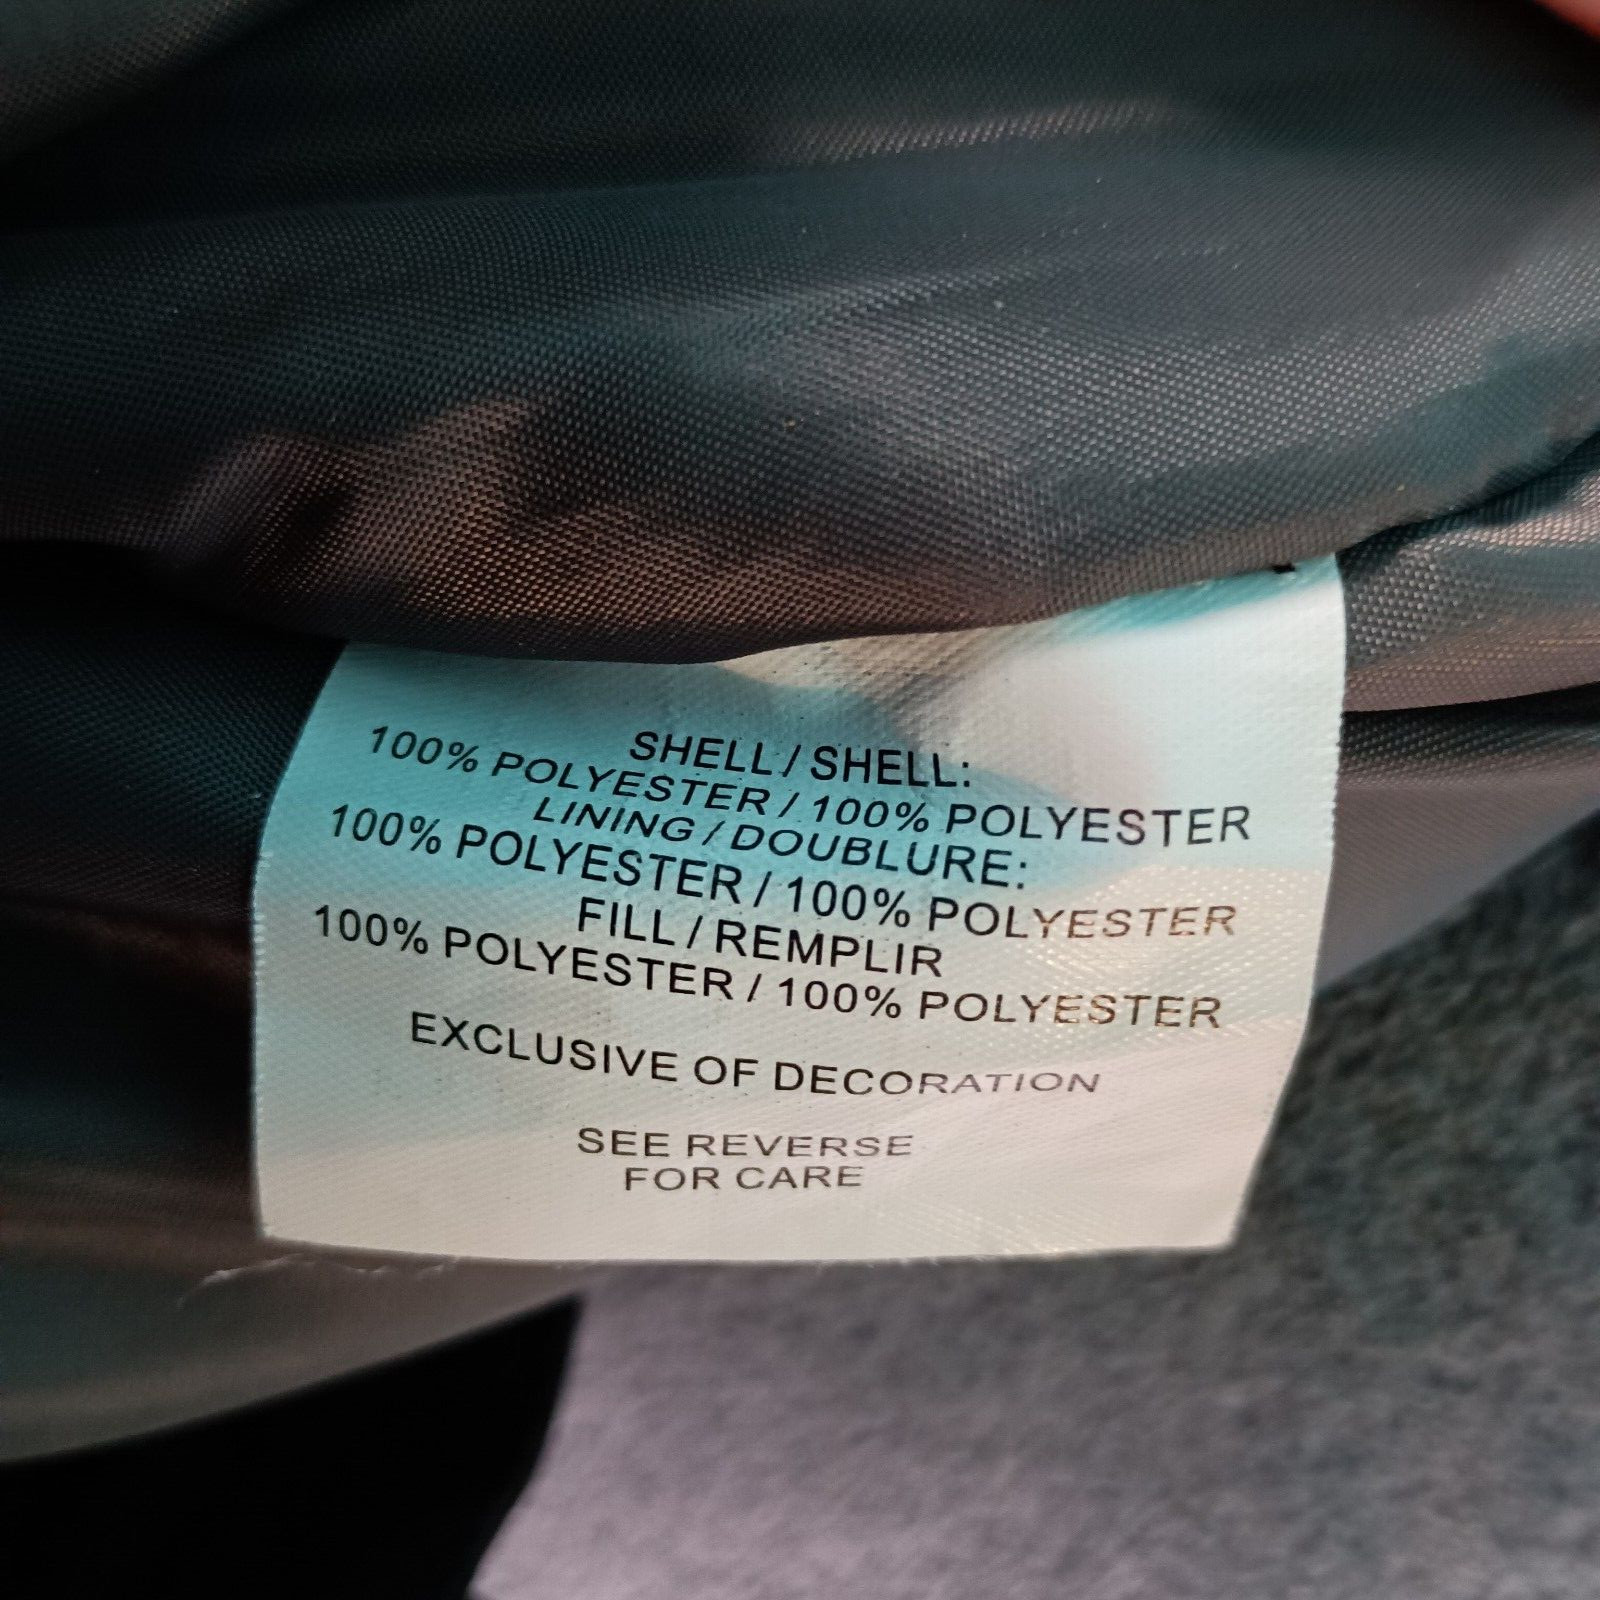 SHELL / SHELL:
100% POLYESTER / 100% POLYESTER
LINING / DOUBLURE:
100% POLYESTER / 100% POLYESTER
FILL / REMPLIR
100% POLYESTER / 100% POLYESTER
EXCLUSIVE OF DECORATION
SEE REVERSE
FOR CARE